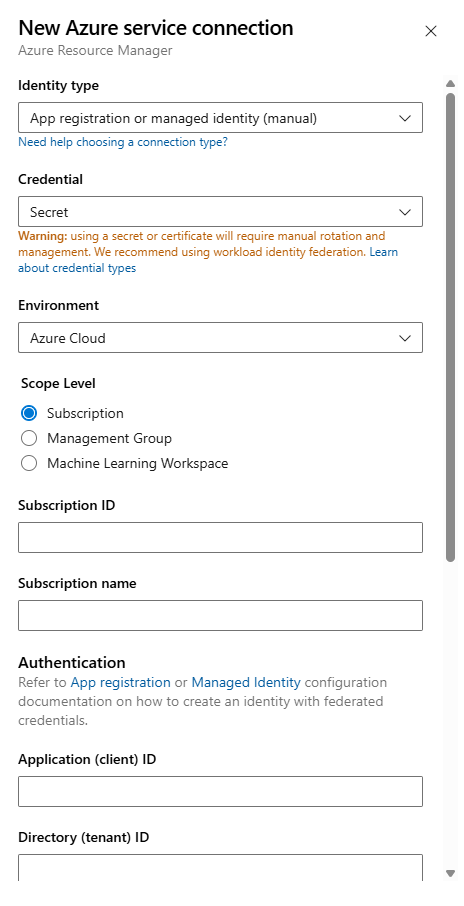 New Azure service connection
Azure Resource Manager
Identity type
App registration or managed identity (manual)
Need help choosing a connection type?
Credential
Secret
Warning: using a secret or certificate will require manual rotation and
management. We recommend using workload identity federation. Learn
about credential types
Environment
Azure Cloud
Scope Level
Subscription
Management Group
Machine Learning Workspace
Subscription ID
Subscription name
Authentication
Refer to App registration or Managed Identity configuration
documentation on how to create an identity with federated
credentials.
Application (client) ID
Directory (tenant) ID